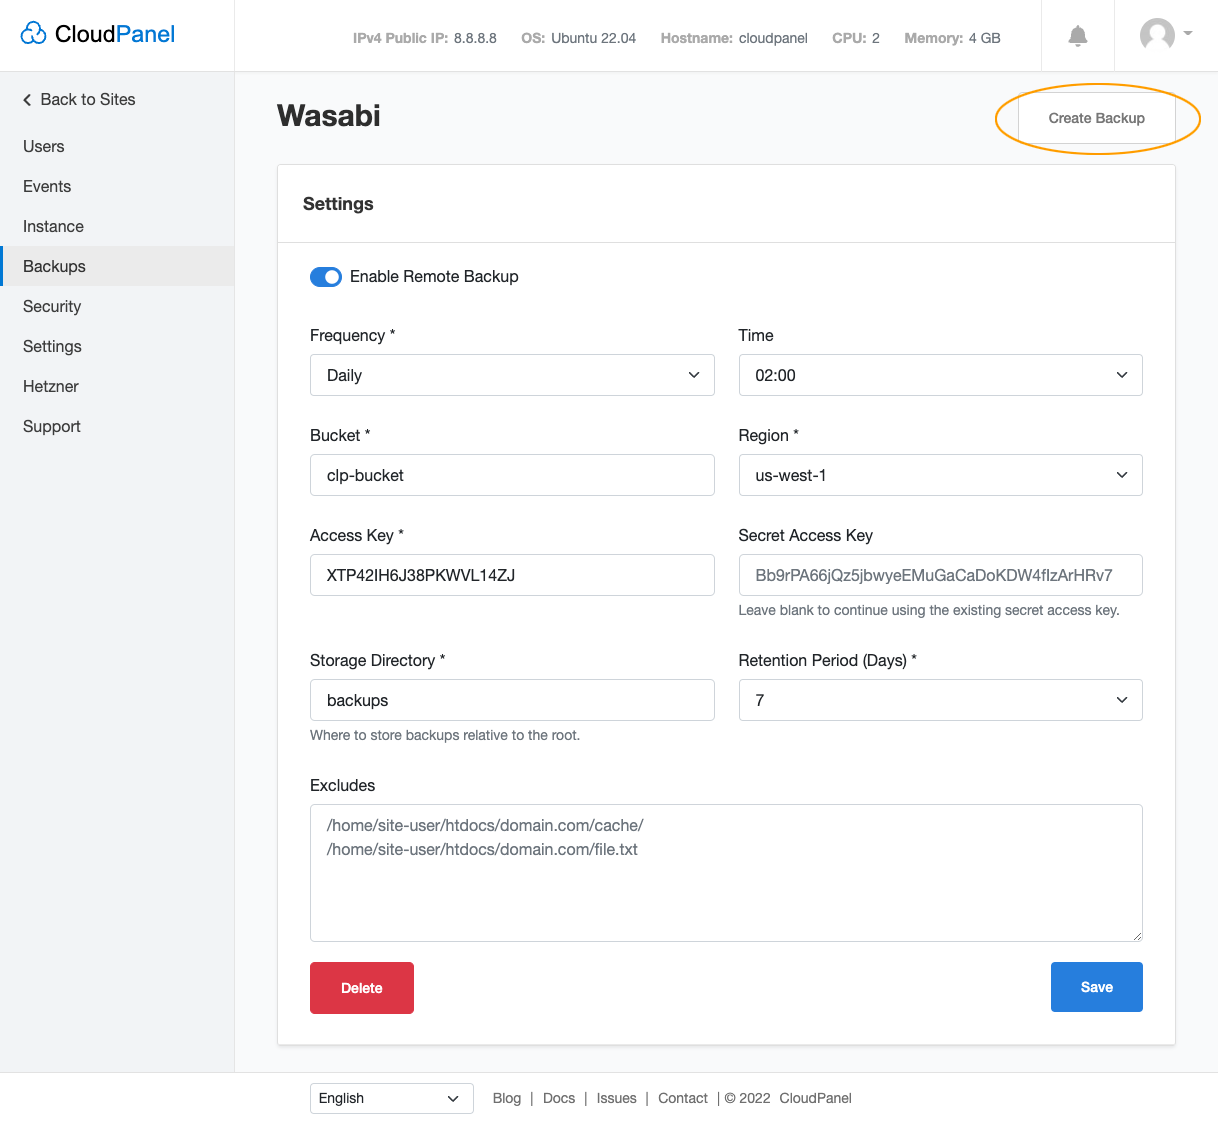 CloudPanel
IPv4 Public IP: 8.8.8.8 OS: Ubuntu 22.04 Hostname: cloudpanel CPU: 2 Memory: 4 GB
Back to Sites
Users
Events
Instance
Backups
Security
Settings
Hetzner
Support
Wasabi
Create Backup
Settings
Enable Remote Backup
Frequency *
Daily
Time
02:00
Bucket *
clp-bucket
Region *
us-west-1
Access Key *
XTP42IH6J38PKWVL14ZJ
Secret Access Key
Bb9rPA66jQz5jbwyeEMuGaCaDoKDW4fIzArHRv7
Leave blank to continue using the existing secret access key.
Storage Directory *
backups
Where to store backups relative to the root.
Retention Period (Days) *
7
Excludes
/home/site-user/htdocs/domain.com/cache/
/home/site-user/htdocs/domain.com/file.txt
Delete
Save
English
Blog | Docs | Issues | Contact | © 2022 CloudPanel